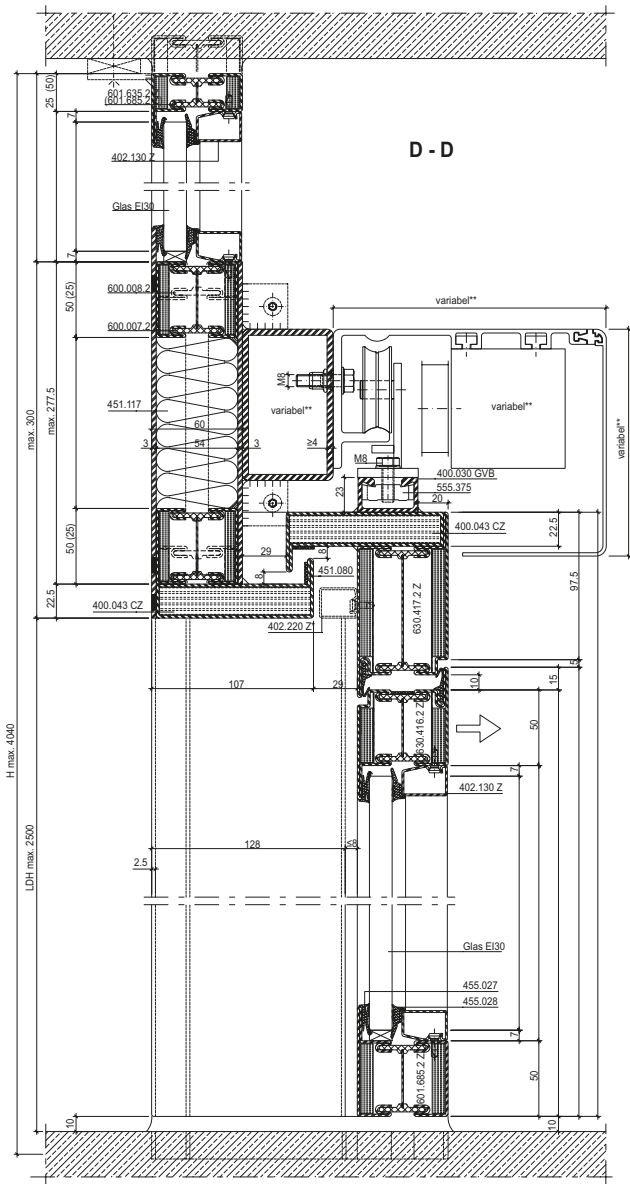 D - D
25 (50)
601.635.2
(601.685.2
7
402.130 Z
Glas EI30
7
600.008.2
50 (25)
600.007.2
variabel**
M8
variabel**
variabel**
variabel**
451.117
max. 300
max. 277.5
60
3
54
3
≥4
M8
400.030 GVB
23
555.375
20
400.043 CZ
22.5
50 (25)
29
8
8
451.080
97.5
22.5
400.043 CZ
402.220 Z*
630.417.2 Z
5
107
29
10
15
630.416.2 Z
50
7
402.130 Z
H max. 4040
LDH max. 2500
128
≤8
2.5
Glas EI30
455.027
455.028
7
601.685.2 Z
50
10
10